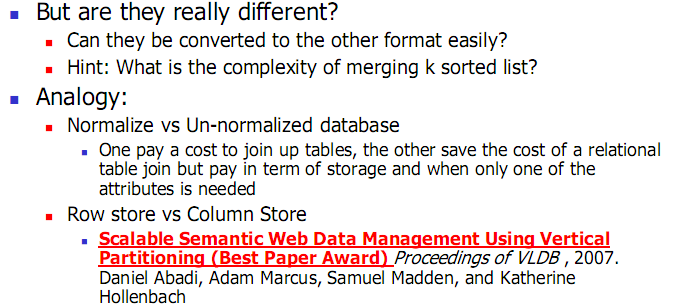 But are they really different?
Can they be converted to the other format easily?
Hint: What is the complexity of merging k sorted list?
Analogy:
Normalize vs Un-normalized database
One pay a cost to join up tables, the other save the cost of a relational
table join but pay in term of storage and when only one of the
attributes is needed
Row store vs Column Store
Scalable Semantic Web Data Management Using Vertical
Partitioning (Best Paper Award) Proceedings of VLDB , 2007.
Daniel Abadi, Adam Marcus, Samuel Madden, and Katherine
Hollenbach